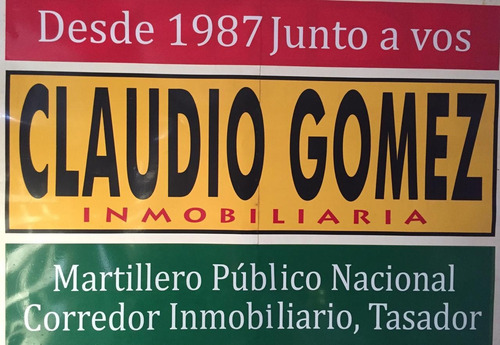 Desde 1987 Junto a vos
CLAUDIO GOMEZ
INMOBILIARIA
Martillero Público Nacional
Corredor Inmobiliario, Tasador